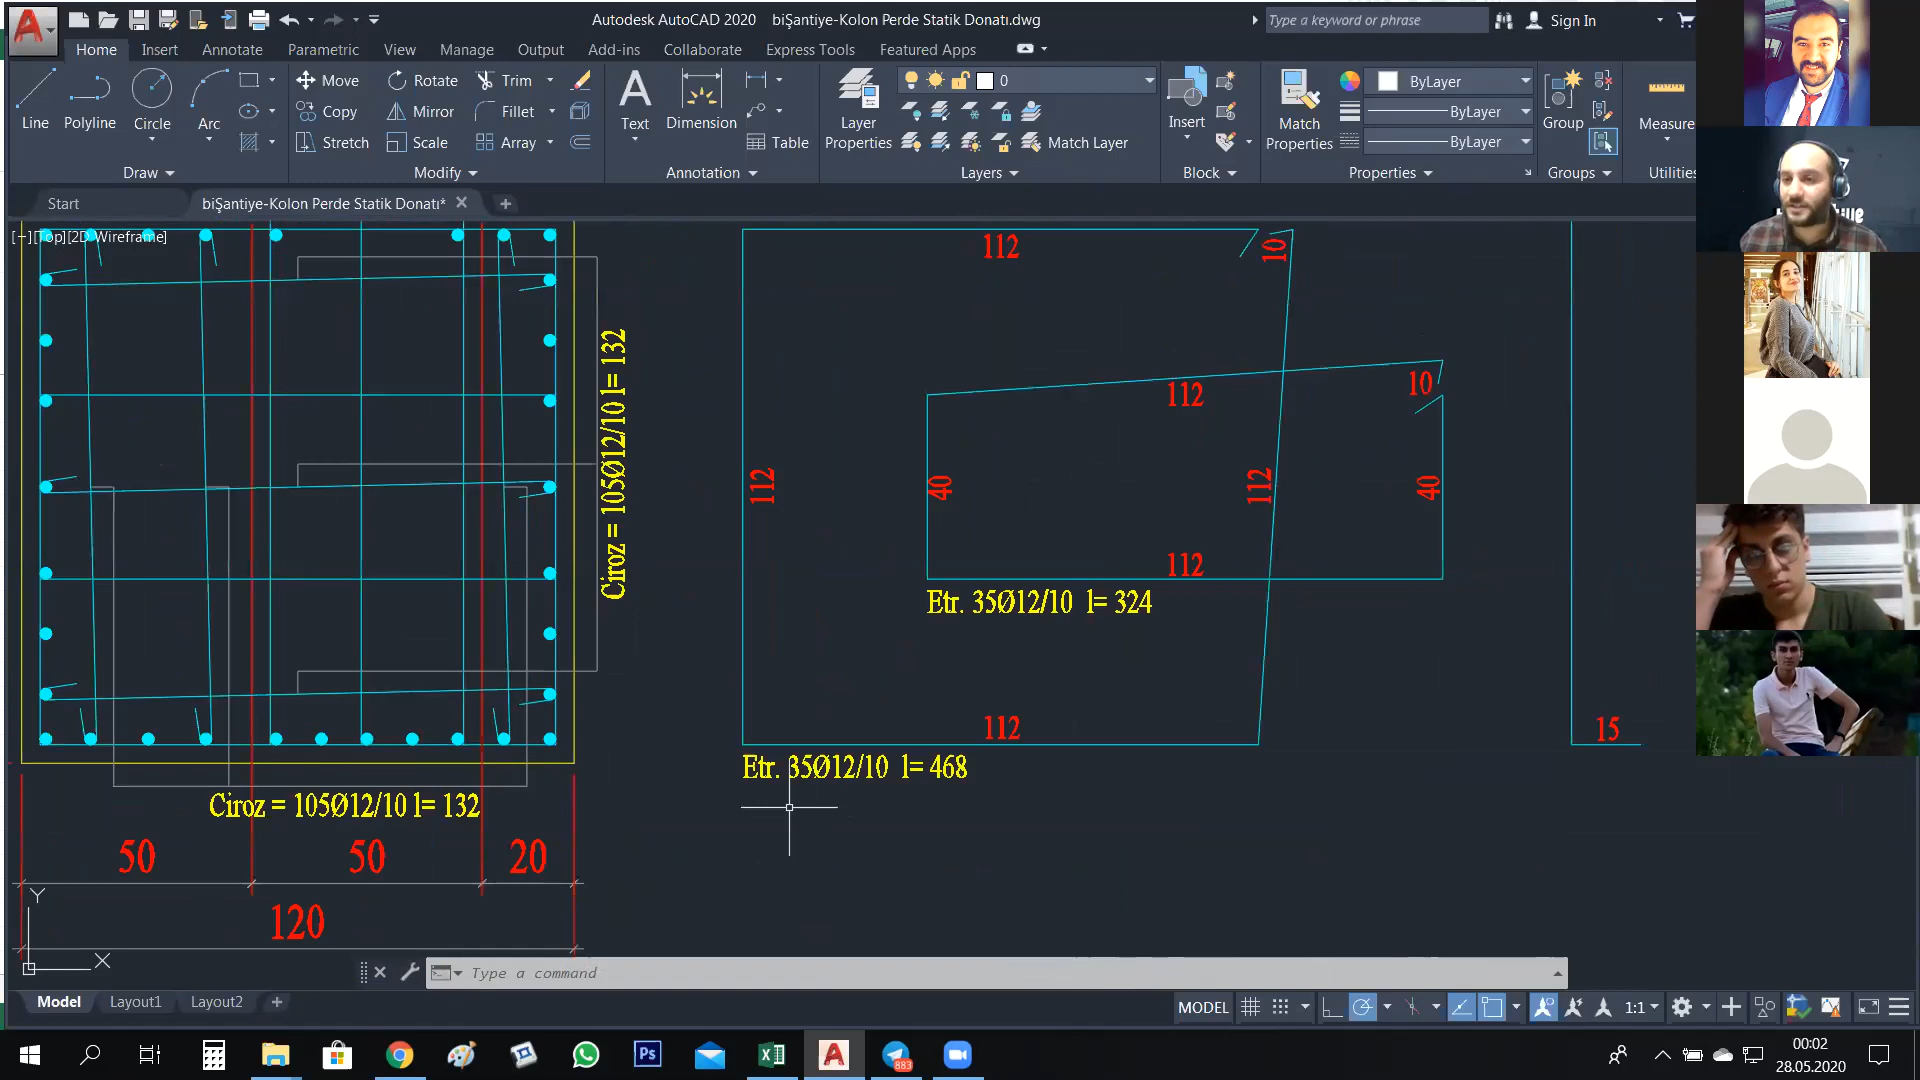 Autodesk AutoCAD 2020 biŞantiye-Kolon Perde Statik Donatı.dwg
Type a keyword or phrase
Sign In
Home Insert Annotate Parametric View Manage Output Add-ins Collaborate Express Tools Featured Apps
Line Polyline Circle Arc
Move Rotate Trim
Copy Mirror Fillet
Stretch Scale Array
Text Dimension Table
Layer Properties
0
Match Layer
Insert
Match Properties
ByLayer
ByLayer
ByLayer
Group
Measure
Draw Modify Annotation Layers Block Properties Groups Utilities
Start biŞantiye-Kolon Perde Statik Donatı*
[−][Top][2D Wireframe]
112
10
Ciroz = 105Ø12/10 l= 132
112
10
112
40
112
40
112
Etr. 35Ø12/10 l= 324
112
15
Etr. 35Ø12/10 l= 468
Ciroz = 105Ø12/10 l= 132
50 50 20
120
Y
X
Type a command
Model Layout1 Layout2
MODEL 1:1
Ps
883
00:02
28.05.2020